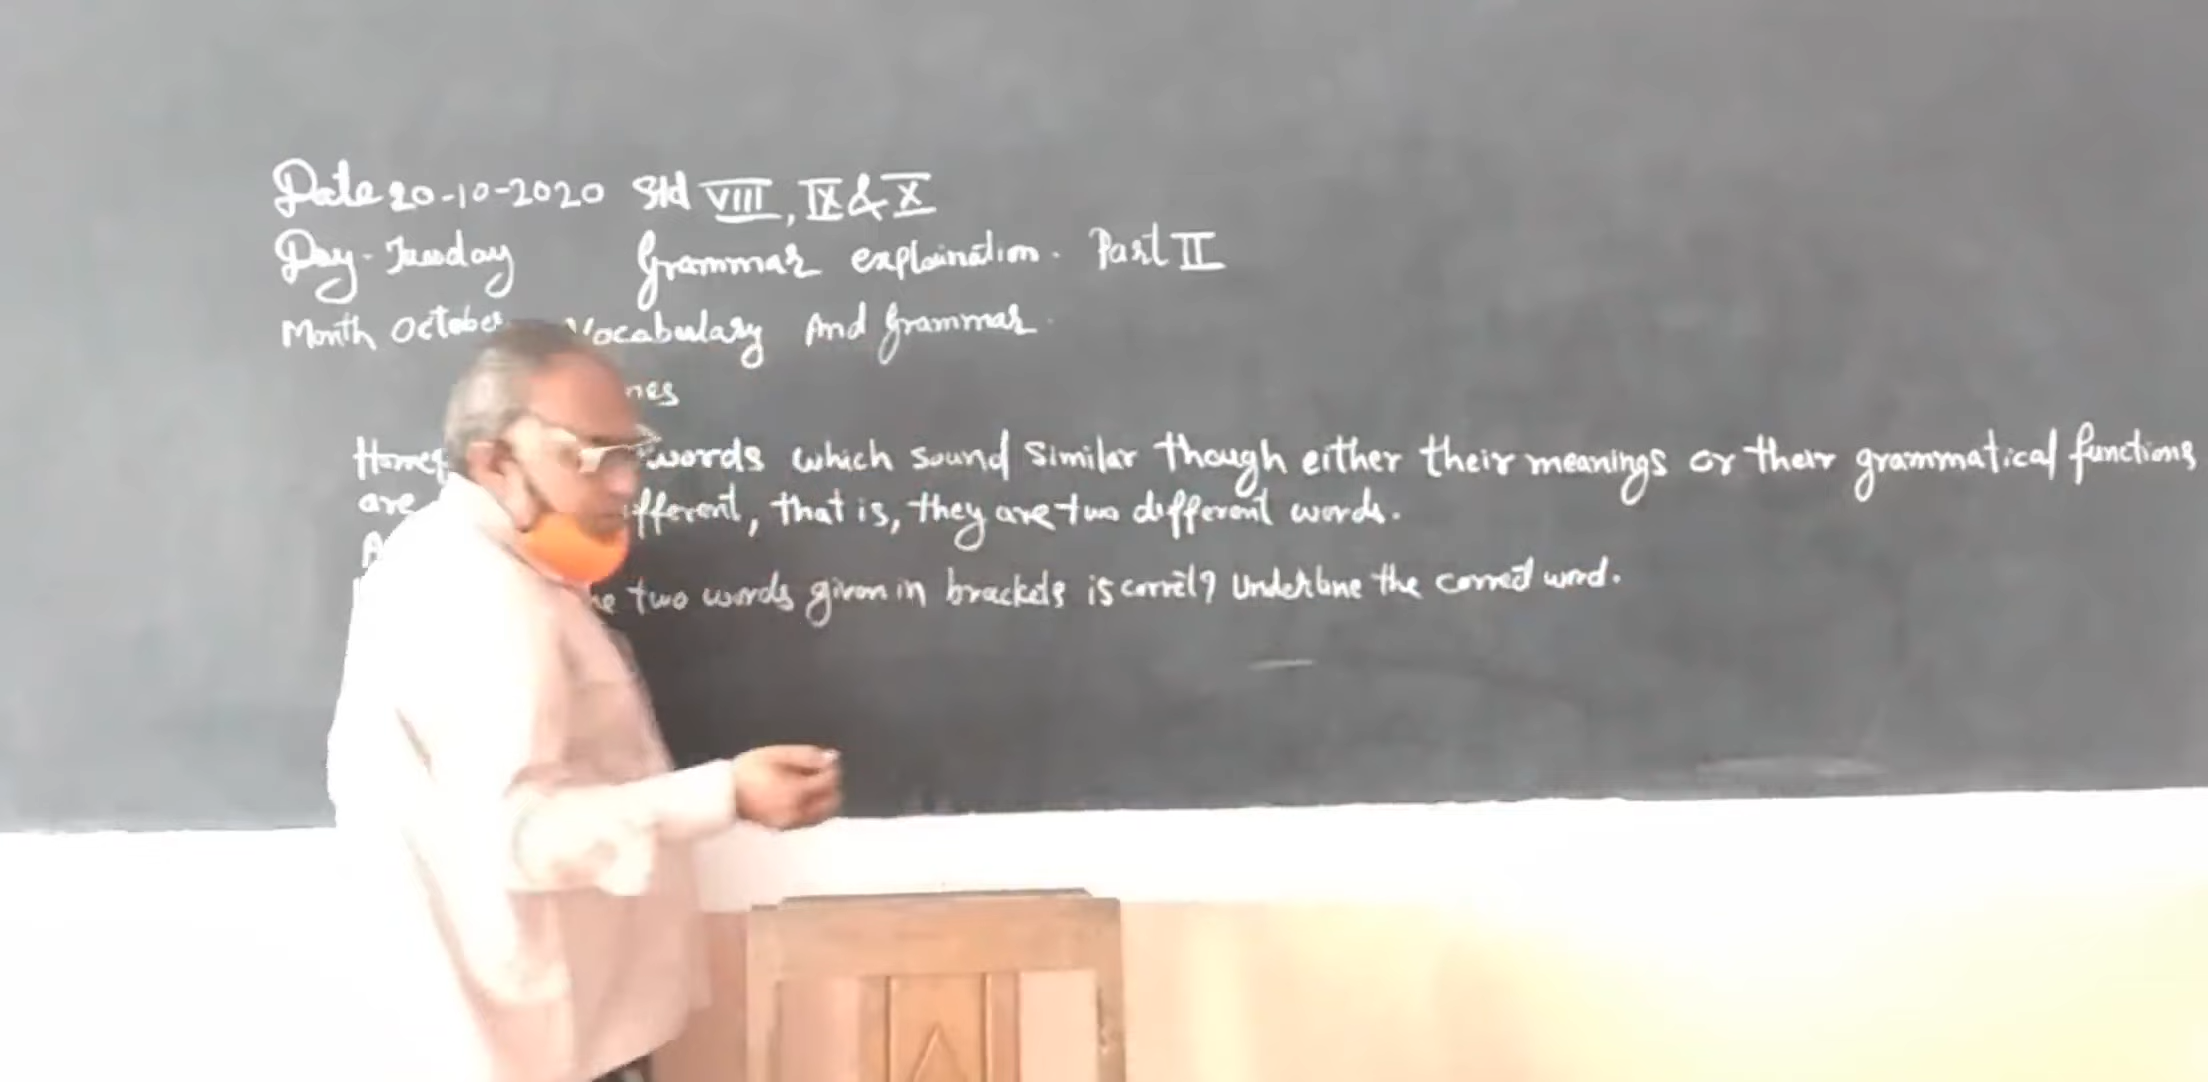 Date 20-10-2020 Std VIII, IX & X
Day-Tuesday Grammar explaination. Part II
Month October Vocabulary And Grammar.
nes
words which sound similar though either their meanings or their grammatical functions
are ifferent, that is, they are two different words.
A
he two words given in brackets is correct? Underline the correct word.